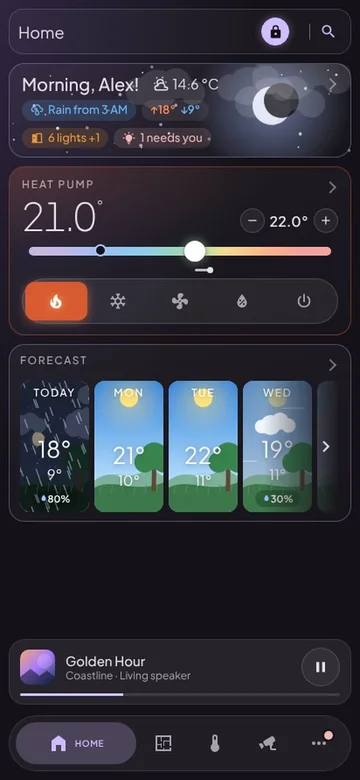 Home
Morning, Alex! 14.6 °C
Rain from 3 AM ↑18° ↓9°
6 lights +1 1 needs you
HEAT PUMP
21.0°
22.0°
FORECAST
TODAY MON TUE WED
18° 21° 22° 19°
9° 10° 11° 11°
80% 30%
Golden Hour
Coastline · Living speaker
HOME